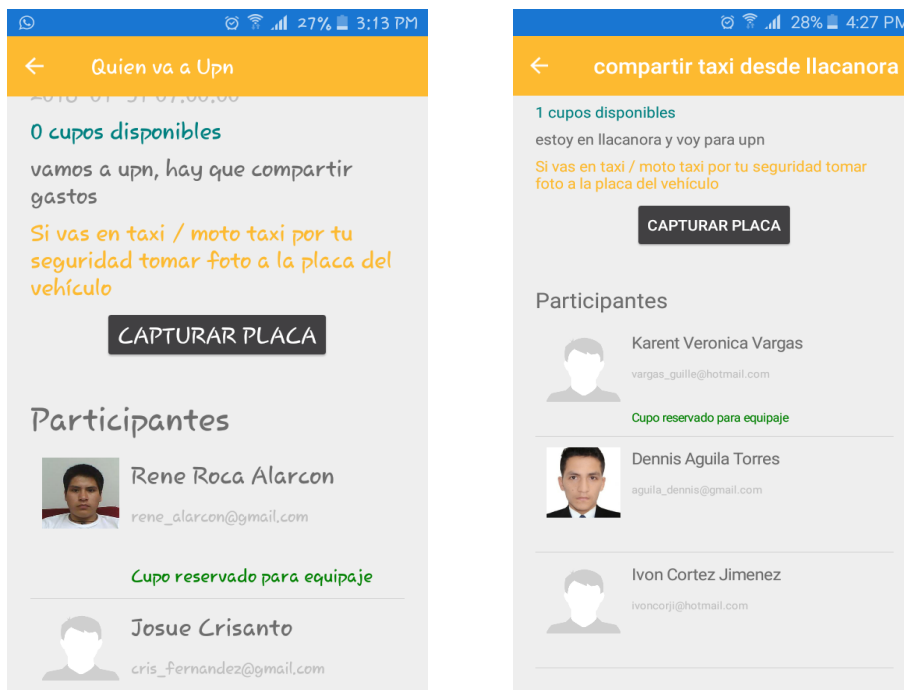 27% 3:13 PM
Quien va a Upn
0 cupos disponibles
vamos a upn, hay que compartir
gastos
Si vas en taxi / moto taxi por tu
seguridad tomar foto a la placa del
vehículo
CAPTURAR PLACA
Participantes
Rene Roca Alarcon
rene_alarcon@gmail.com
Cupo reservado para equipaje
Josue Crisanto
cris_fernandez@gmail.com
28% 4:27 PM
compartir taxi desde llacanora
1 cupos disponibles
estoy en llacanora y voy para upn
Si vas en taxi / moto taxi por tu seguridad tomar
foto a la placa del vehículo
CAPTURAR PLACA
Participantes
Karent Veronica Vargas
vargas_guille@hotmail.com
Cupo reservado para equipaje
Dennis Aguila Torres
aguila_dennis@gmail.com
Ivon Cortez Jimenez
ivoncorji@hotmail.com